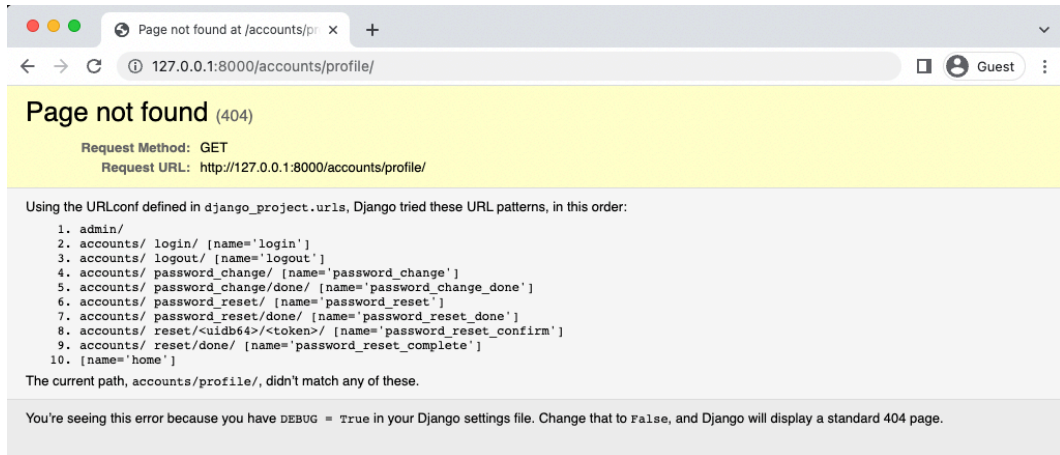 Page not found at /accounts/pr
127.0.0.1:8000/accounts/profile/
Guest
Page not found (404)
Request Method: GET
Request URL: http://127.0.0.1:8000/accounts/profile/
Using the URLconf defined in django_project.urls, Django tried these URL patterns, in this order:
1. admin/
2. accounts/ login/ [name='login']
3. accounts/ logout/ [name='logout']
4. accounts/ password_change/ [name='password_change']
5. accounts/ password_change/done/ [name='password_change_done']
6. accounts/ password_reset/ [name='password_reset']
7. accounts/ password_reset/done/ [name='password_reset_done']
8. accounts/ reset/<uidb64>/<token>/ [name='password_reset_confirm']
9. accounts/ reset/done/ [name='password_reset_complete']
10. [name='home']
The current path, accounts/profile/, didn’t match any of these.
You’re seeing this error because you have DEBUG = True in your Django settings file. Change that to False, and Django will display a standard 404 page.